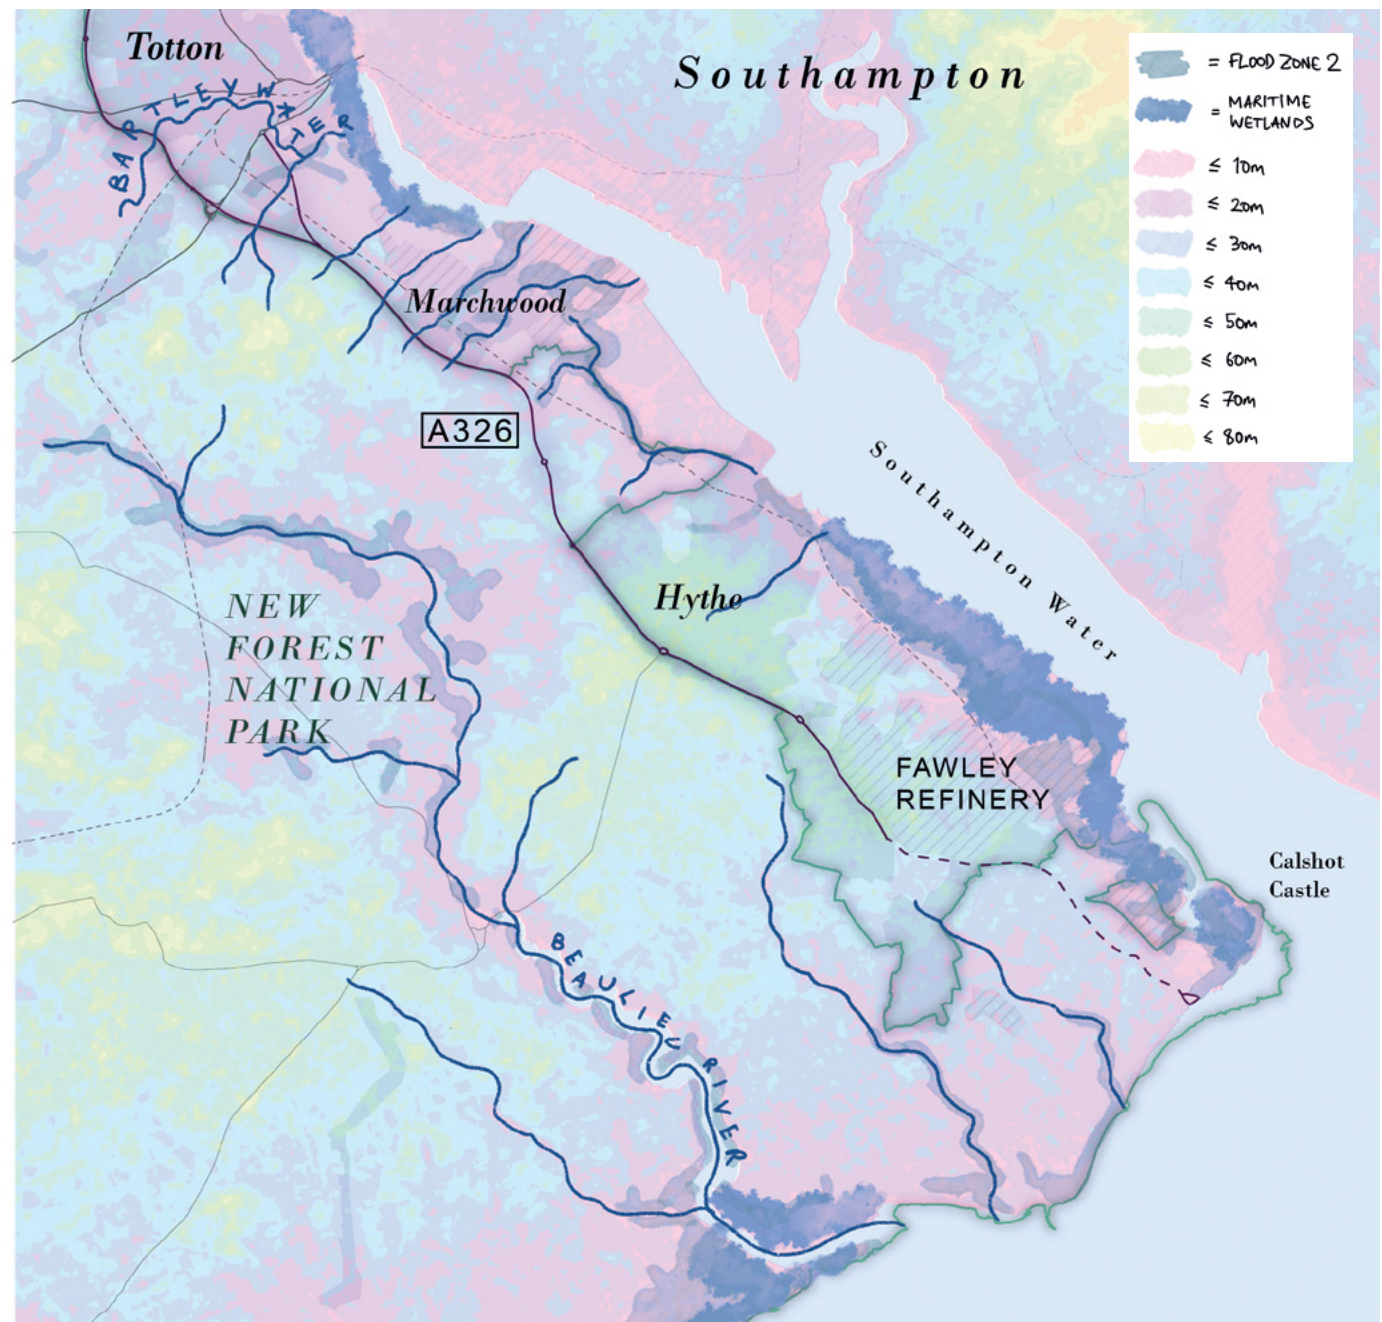 Totton
Southampton
BARTLEY WATER
= FLOOD ZONE 2
= MARITIME
WETLANDS
≤ 10m
≤ 20m
≤ 30m
≤ 40m
≤ 50m
≤ 60m
≤ 70m
≤ 80m
Marchwood
A326
Southampton Water
Hythe
NEW
FOREST
NATIONAL
PARK
FAWLEY
REFINERY
Calshot
Castle
BEAULIEU RIVER